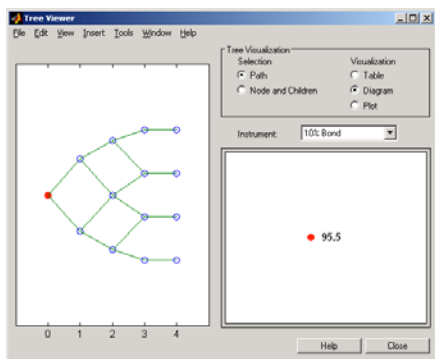 Tree Viewer
File Edit View Insert Tools Window Help
Tree Visualization
Selection
Path
Node and Children
Visualization
Table
Diagram
Plot
Instrument:
10% Bond
95.5
0 1 2 3 4
Help
Close